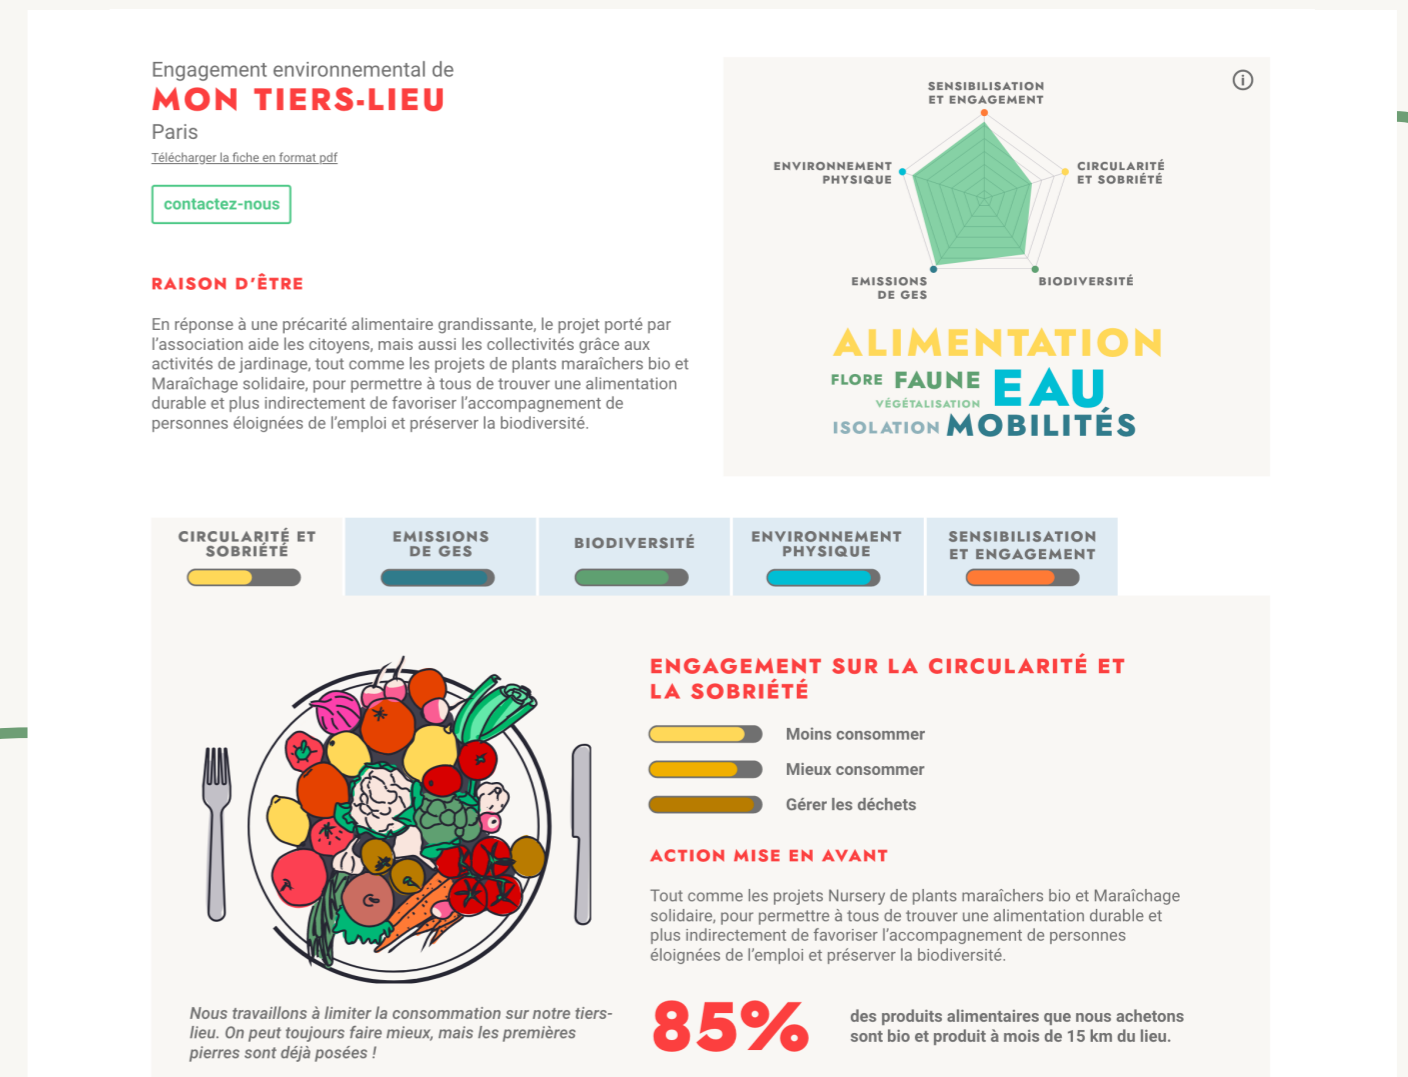 Engagement environnemental de
MON TIERS-LIEU
Paris
Télécharger la fiche en format pdf
contactez-nous
RAISON D'ÊTRE
En réponse à une précarité alimentaire grandissante, le projet porté par
l'association aide les citoyens, mais aussi les collectivités grâce aux
activités de jardinage, tout comme les projets de plants maraîchers bio et
Maraîchage solidaire, pour permettre à tous de trouver une alimentation
durable et plus indirectement de favoriser l'accompagnement de
personnes éloignées de l'emploi et préserver la biodiversité.
SENSIBILISATION
ET ENGAGEMENT
ENVIRONNEMENT
PHYSIQUE
CIRCULARITÉ
ET SOBRIÉTÉ
EMISSIONS
DE GES
BIODIVERSITÉ
ALIMENTATION
FLORE FAUNE EAU
VÉGÉTALISATION
ISOLATION MOBILITÉS
CIRCULARITÉ ET
SOBRIÉTÉ
EMISSIONS
DE GES
BIODIVERSITÉ
ENVIRONNEMENT
PHYSIQUE
SENSIBILISATION
ET ENGAGEMENT
ENGAGEMENT SUR LA CIRCULARITÉ ET
LA SOBRIÉTÉ
Moins consommer
Mieux consommer
Gérer les déchets
ACTION MISE EN AVANT
Tout comme les projets Nursery de plants maraîchers bio et Maraîchage
solidaire, pour permettre à tous de trouver une alimentation durable et
plus indirectement de favoriser l'accompagnement de personnes
éloignées de l'emploi et préserver la biodiversité.
Nous travaillons à limiter la consommation sur notre tiers-
lieu. On peut toujours faire mieux, mais les premières
pierres sont déjà posées !
85%
des produits alimentaires que nous achetons
sont bio et produit à mois de 15 km du lieu.